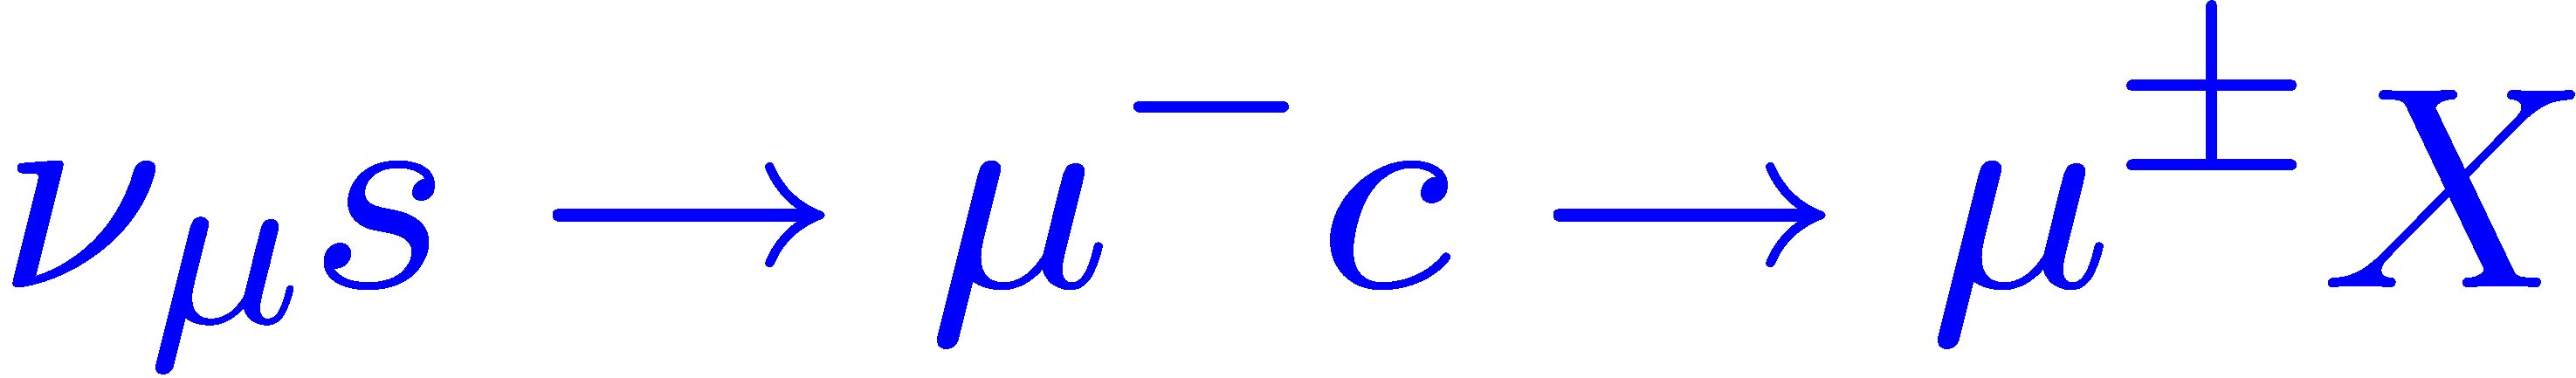 ν_μ s → μ⁻ c → μ^± X